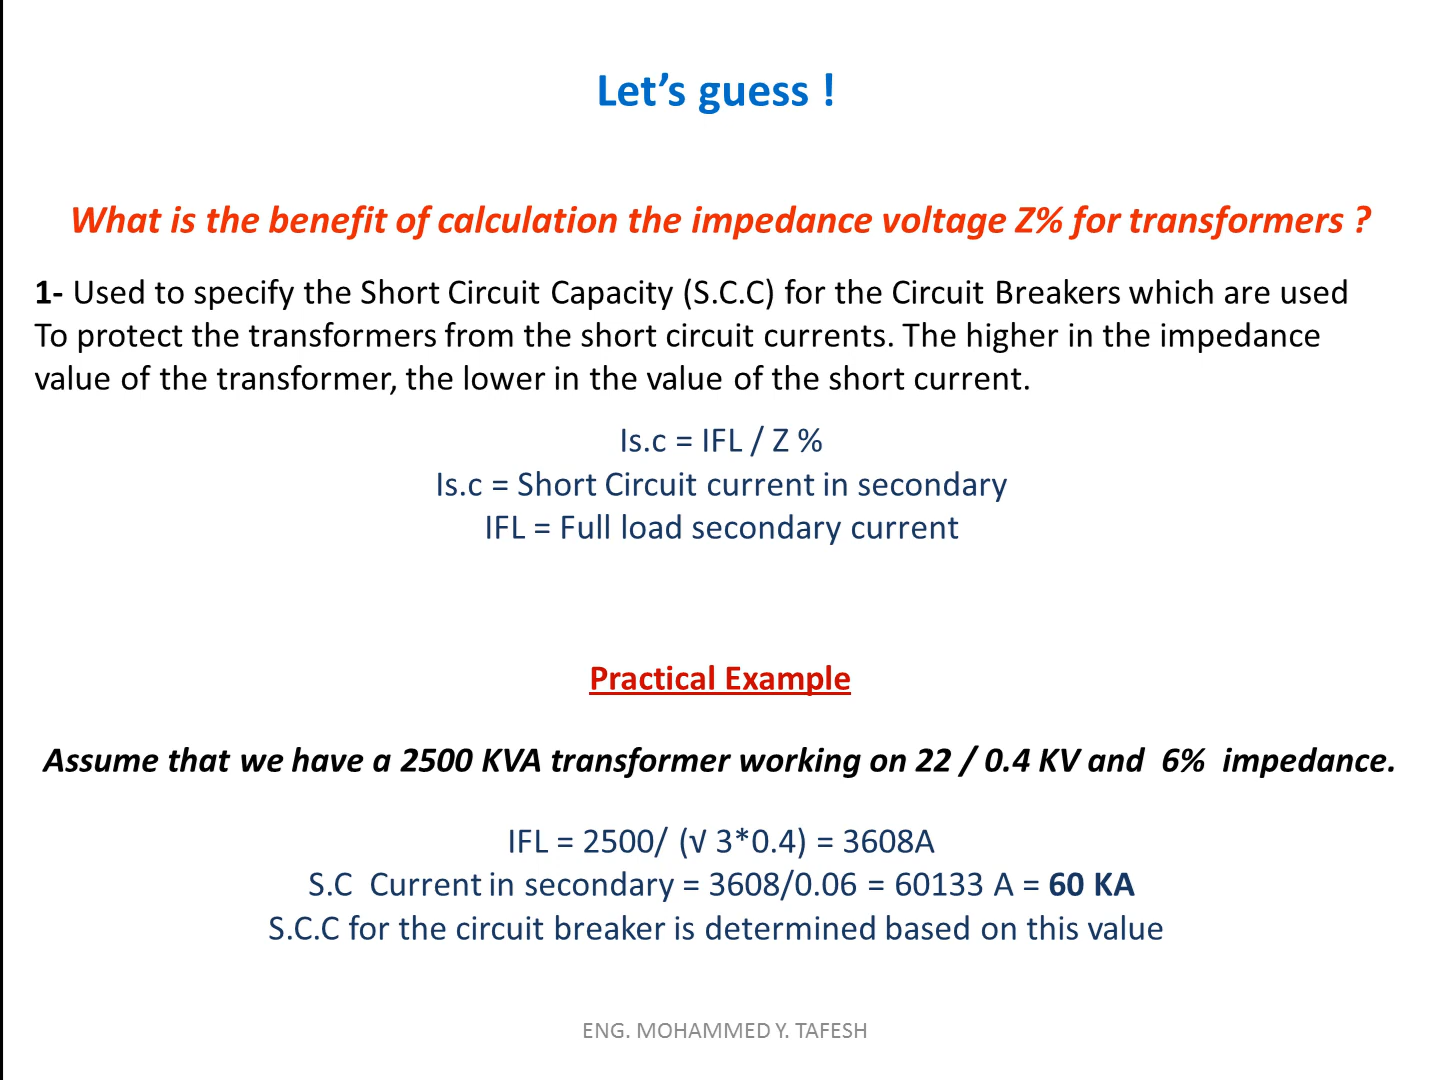 Let’s guess !
What is the benefit of calculation the impedance voltage Z% for transformers ?
1- Used to specify the Short Circuit Capacity (S.C.C) for the Circuit Breakers which are used
To protect the transformers from the short circuit currents. The higher in the impedance
value of the transformer, the lower in the value of the short current.
Is.c = IFL / Z %
Is.c = Short Circuit current in secondary
IFL = Full load secondary current
Practical Example
Assume that we have a 2500 KVA transformer working on 22 / 0.4 KV and 6% impedance.
IFL = 2500/ (√ 3*0.4) = 3608A
S.C Current in secondary = 3608/0.06 = 60133 A = 60 KA
S.C.C for the circuit breaker is determined based on this value
ENG. MOHAMMED Y. TAFESH